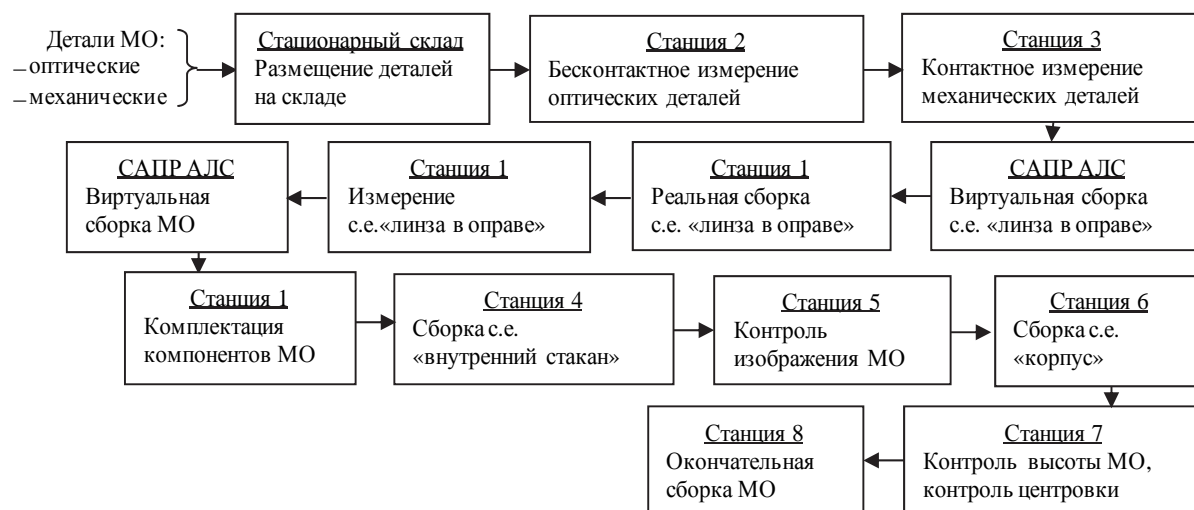 Детали МО:
– оптические
– механические
Стационарный склад
Размещение деталей
на складе
Станция 2
Бесконтактное измерение
оптических деталей
Станция 3
Контактное измерение
механических деталей
САПР АЛС
Виртуальная сборка
с.е. «линза в оправе»
Станция 1
Реальная сборка
с.е. «линза в оправе»
Станция 1
Измерение
с.е.«линза в оправе»
САПР АЛС
Виртуальная
сборка МО
Станция 1
Комплектация
компонентов МО
Станция 4
Сборка с.е.
«внутренний стакан»
Станция 5
Контроль
изображения МО
Станция 6
Сборка с.е.
«корпус»
Станция 7
Контроль высоты МО,
контроль центровки
Станция 8
Окончательная
сборка МО